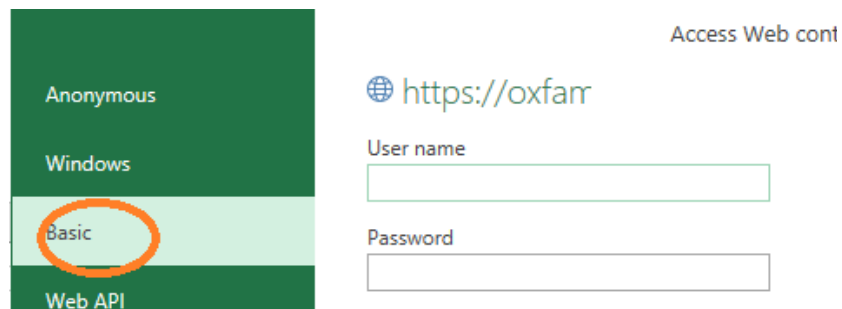 Access Web cont
Anonymous
Windows
Basic
Web API
https://oxfam
User name
Password